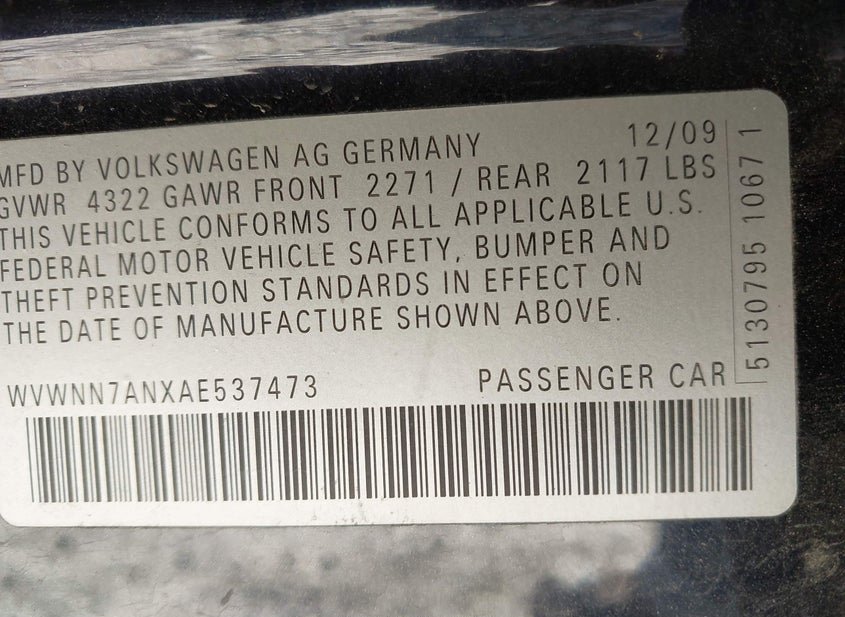 MFD BY VOLKSWAGEN AG GERMANY 12/09
GVWR 4322 GAWR FRONT 2271 / REAR 2117 LBS
THIS VEHICLE CONFORMS TO ALL APPLICABLE U.S.
FEDERAL MOTOR VEHICLE SAFETY, BUMPER AND
THEFT PREVENTION STANDARDS IN EFFECT ON
THE DATE OF MANUFACTURE SHOWN ABOVE.
WVWNN7ANXAE537473 PASSENGER CAR
5130795 1067 1